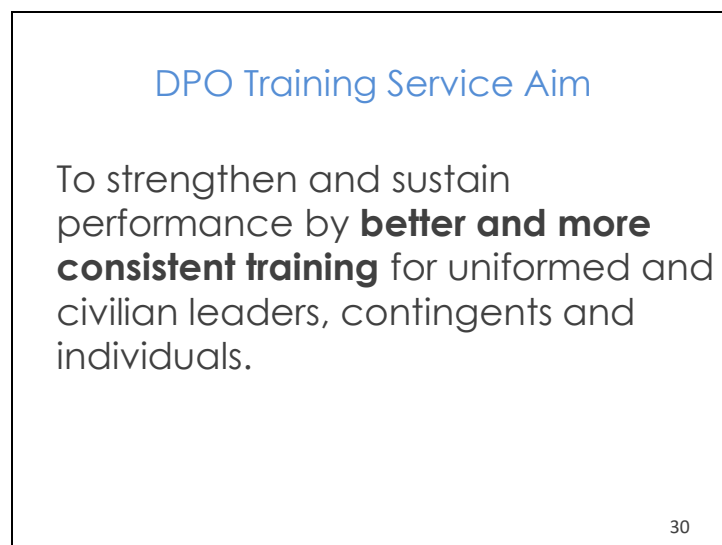 DPO Training Service Aim
To strengthen and sustain
performance by better and more
consistent training for uniformed and
civilian leaders, contingents and
individuals.
30